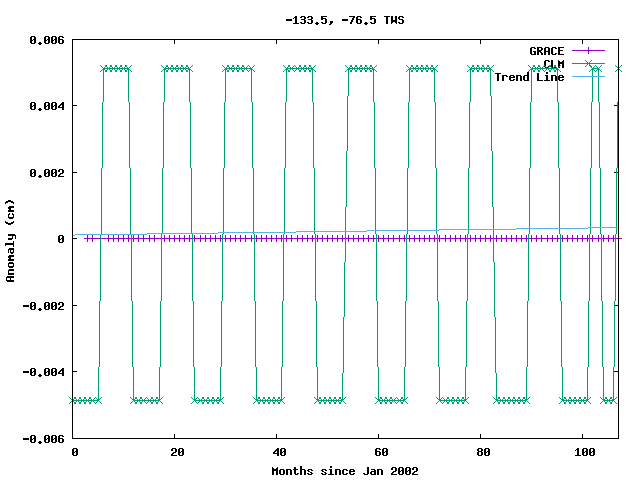 -133.5, -76.5 TWS
GRACE
CLM
Trend Line
0.006
0.004
0.002
0
-0.002
-0.004
-0.006
Anomaly (cm)
0 20 40 60 80 100
Months since Jan 2002